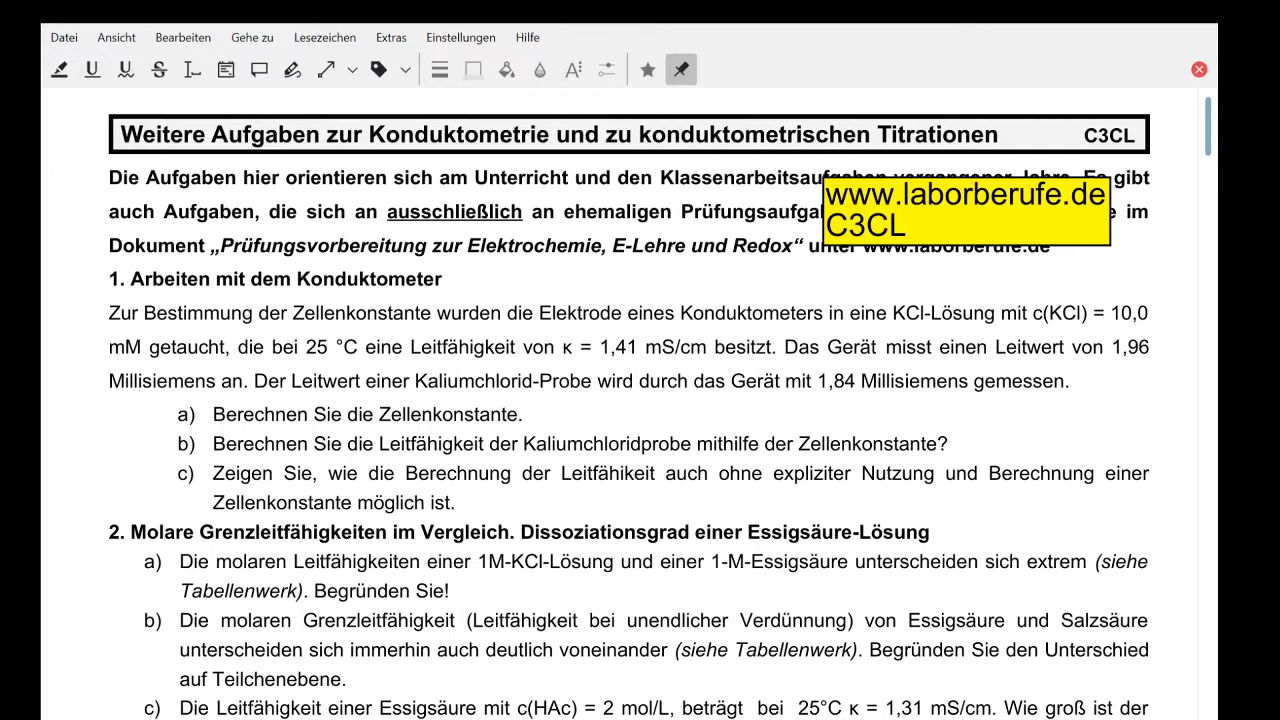 Datei Ansicht Bearbeiten Gehe zu Lesezeichen Extras Einstellungen Hilfe
Weitere Aufgaben zur Konduktometrie und zu konduktometrischen Titrationen C3CL
Die Aufgaben hier orientieren sich am Unterricht und den Klassenarbeitsaufgaben vergangener Jahre. Es gibt
auch Aufgaben, die sich an ausschließlich an ehemaligen Prüfungsaufga im
Dokument „Prüfungsvorbereitung zur Elektrochemie, E-Lehre und Redox“ unter www.laborberufe.de
www.laborberufe.de
C3CL
1. Arbeiten mit dem Konduktometer
Zur Bestimmung der Zellenkonstante wurden die Elektrode eines Konduktometers in eine KCl-Lösung mit c(KCl) = 10,0
mM getaucht, die bei 25 °C eine Leitfähigkeit von κ = 1,41 mS/cm besitzt. Das Gerät misst einen Leitwert von 1,96
Millisiemens an. Der Leitwert einer Kaliumchlorid-Probe wird durch das Gerät mit 1,84 Millisiemens gemessen.
a) Berechnen Sie die Zellenkonstante.
b) Berechnen Sie die Leitfähigkeit der Kaliumchloridprobe mithilfe der Zellenkonstante?
c) Zeigen Sie, wie die Berechnung der Leitfähikeit auch ohne expliziter Nutzung und Berechnung einer
Zellenkonstante möglich ist.
2. Molare Grenzleitfähigkeiten im Vergleich. Dissoziationsgrad einer Essigsäure-Lösung
a) Die molaren Leitfähigkeiten einer 1M-KCl-Lösung und einer 1-M-Essigsäure unterscheiden sich extrem (siehe
Tabellenwerk). Begründen Sie!
b) Die molaren Grenzleitfähigkeit (Leitfähigkeit bei unendlicher Verdünnung) von Essigsäure und Salzsäure
unterscheiden sich immerhin auch deutlich voneinander (siehe Tabellenwerk). Begründen Sie den Unterschied
auf Teilchenebene.
c) Die Leitfähigkeit einer Essigsäure mit c(HAc) = 2 mol/L, beträgt bei 25°C κ = 1,31 mS/cm. Wie groß ist der